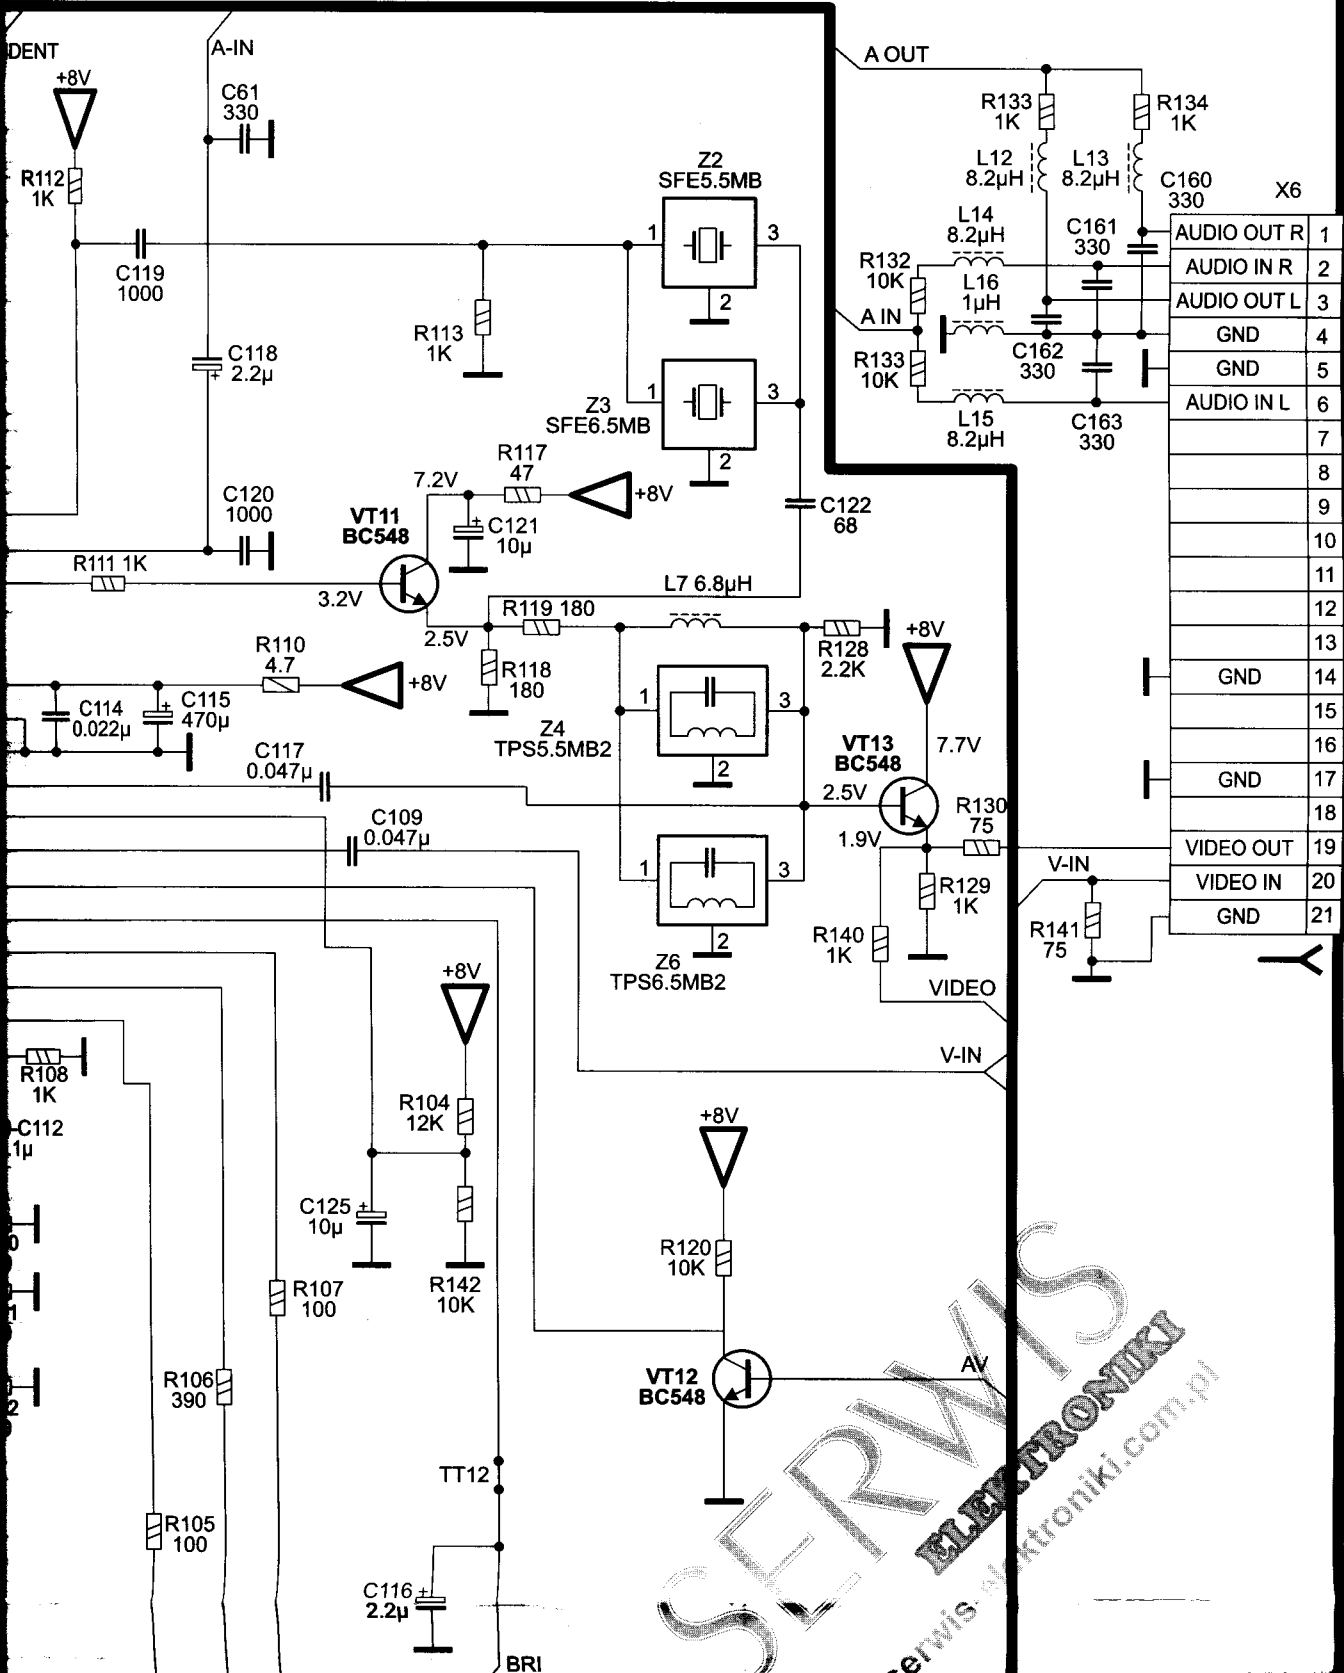 DENT
A-IN
A OUT
+8V
C61
330
R133
1K
R134
1K
R112
1K
Z2
SFE5.5MB
L12
8.2µH
L13
8.2µH
C160
330
X6
L14
8.2µH
C161
330
AUDIO OUT R 1
1 3
2
C119
1000
R132
10K
L16
1µH
AUDIO IN R 2
AUDIO OUT L 3
R113
1K
A IN
GND 4
C118
+ 2.2µ
R133
10K
C162
330
GND 5
1 3
2
Z3
SFE6.5MB
L15
8.2µH
C163
330
AUDIO IN L 6
7
8
9
10
11
12
13
R117
47
7.2V
+8V
C120
1000
VT11
BC548
+
C121
10µ
C122
68
R111 1K
3.2V
L7 6.8µH
R119 180
2.5V
R118
180
R128
2.2K
+8V
R110
4.7
+8V
C114
0.022µ
+
C115
470µ
1 3
2
Z4
TPS5.5MB2
GND 14
15
16
GND 17
18
C117
0.047µ
VT13
BC548
7.7V
2.5V
R130
75
C109
0.047µ
1.9V
1 3
2
Z6
TPS6.5MB2
VIDEO OUT 19
V-IN
VIDEO IN 20
GND 21
R129
1K
R140
1K
R141
75
+8V
VIDEO
V-IN
R108
1K
R104
12K
+8V
C112
1µ
C125
10µ
+
R142
10K
R120
10K
R107
100
R106
390
VT12
BC548
AV
TT12
R105
100
C116
2.2µ
+
BRI
SERWIS
ELEKTRONIKI